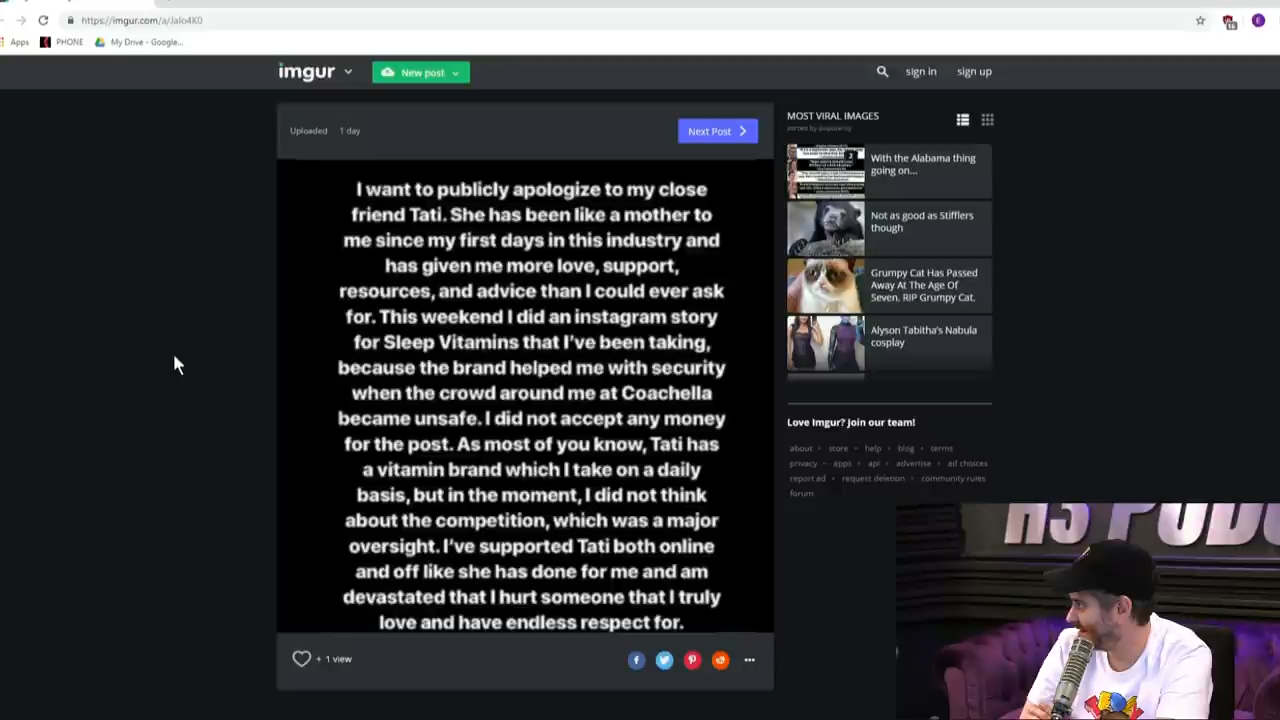 https://imgur.com/a/Jalo4K0
Apps
PHONE
My Drive - Google...
imgur
New post
sign in
sign up
Uploaded 1 day
Next Post
I want to publicly apologize to my close
friend Tati. She has been like a mother to
me since my first days in this industry and
has given me more love, support,
resources, and advice than I could ever ask
for. This weekend I did an instagram story
for Sleep Vitamins that I've been taking,
because the brand helped me with security
when the crowd around me at Coachella
became unsafe. I did not accept any money
for the post. As most of you know, Tati has
a vitamin brand which I take on a daily
basis, but in the moment, I did not think
about the competition, which was a major
oversight. I've supported Tati both online
and off like she has done for me and am
devastated that I hurt someone that I truly
love and have endless respect for.
+ 1 view
MOST VIRAL IMAGES
sorted by popularity
With the Alabama thing
going on...
Not as good as Stifflers
though
Grumpy Cat Has Passed
Away At The Age Of
Seven, RIP Grumpy Cat.
Alyson Tabitha's Nabula
cosplay
Love Imgur? Join our team!
about store help blog terms
privacy apps api advertise ad choices
report ad request deletion community rules
forum
H3 PODC